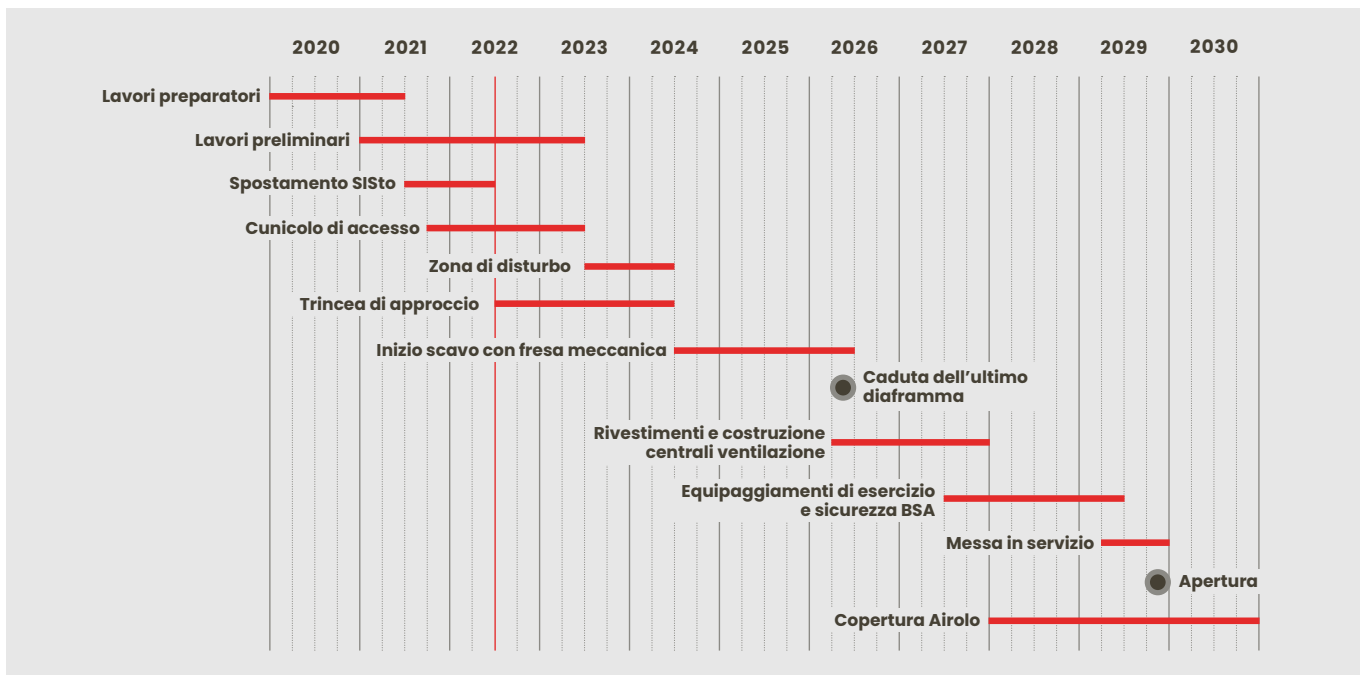 2020 2021 2022 2023 2024 2025 2026 2027 2028 2029 2030
Lavori preparatori
Lavori preliminari
Spostamento SISto
Cunicolo di accesso
Zona di disturbo
Trincea di approccio
Inizio scavo con fresa meccanica
Caduta dell'ultimo
diaframma
Rivestimenti e costruzione
centrali ventilazione
Equipaggiamenti di esercizio
e sicurezza BSA
Messa in servizio
Apertura
Copertura Airolo